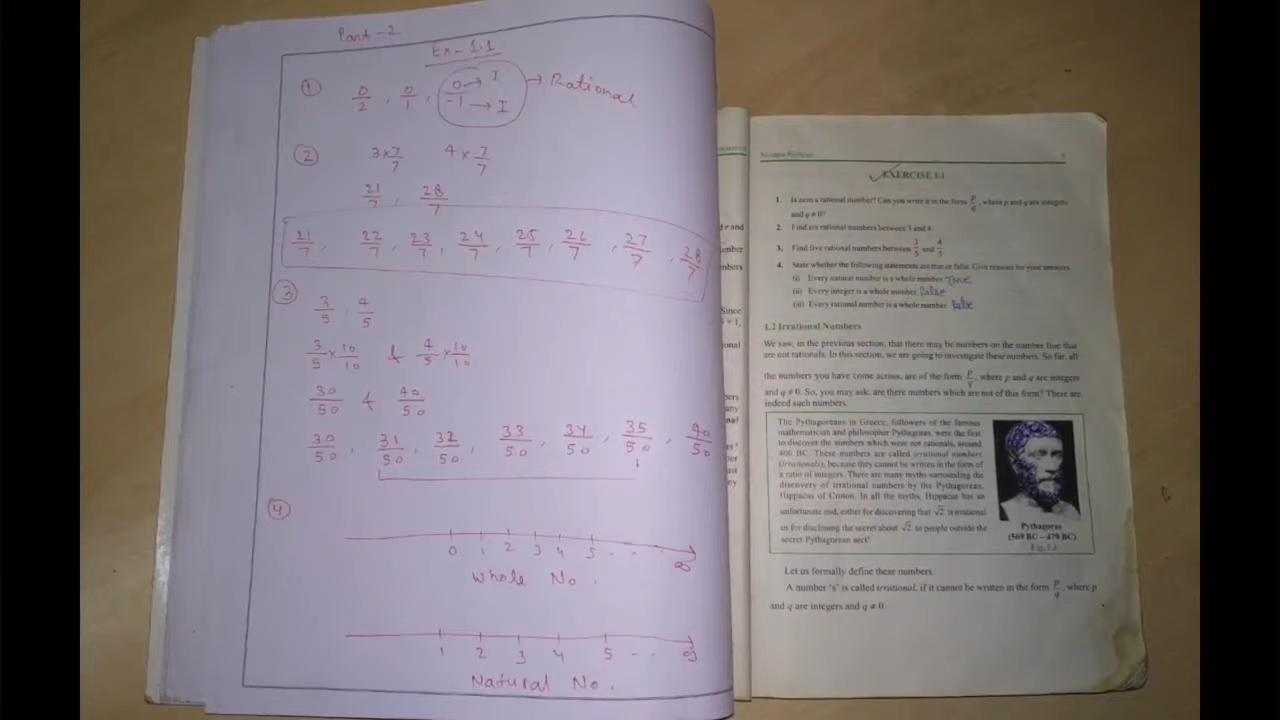 Part - 2
Ex - 1.1
① 0/2 , 0/1 , 0/-1 → I → I → Rational
② 3 × 7/7 4 × 7/7
21/7 , 28/7
21/7 , 22/7 , 23/7 , 24/7 , 25/7 , 26/7 , 27/7 , 28/7
③ 3/5 , 4/5
3/5 × 10/10 & 4/5 × 10/10
30/50 & 40/50
30/50 , 31/50 , 32/50 , 33/50 , 34/50 , 35/50 , 40/50
④
0 1 2 3 4 5 - - . ∞
Whole No .
1 2 3 4 5 - - ∞
Natural No .
NUMBER SYSTEMS 5
EXERCISE 1.1
1. Is zero a rational number? Can you write it in the form p/q, where p and q are integers
and q ≠ 0?
2. Find six rational numbers between 3 and 4.
3. Find five rational numbers between 3/5 and 4/5.
4. State whether the following statements are true or false. Give reasons for your answers.
(i) Every natural number is a whole number. True
(ii) Every integer is a whole number. false
(iii) Every rational number is a whole number. false
1.2 Irrational Numbers
We saw, in the previous section, that there may be numbers on the number line that
are not rationals. In this section, we are going to investigate these numbers. So far, all
the numbers you have come across, are of the form p/q, where p and q are integers
and q ≠ 0. So, you may ask: are there numbers which are not of this form? There are
indeed such numbers.
The Pythagoreans in Greece, followers of the famous
mathematician and philosopher Pythagoras, were the first
to discover the numbers which were not rationals, around
400 BC. These numbers are called irrational numbers
(irrationals), because they cannot be written in the form of
a ratio of integers. There are many myths surrounding the
discovery of irrational numbers by the Pythagorean,
Hippacus of Croton. In all the myths, Hippacus has an
unfortunate end, either for discovering that √2 is irrational
or for disclosing the secret about √2 to people outside the
secret Pythagorean sect!
Pythagoras
(569 BC – 479 BC)
Let us formally define these numbers.
A number 's' is called irrational, if it cannot be written in the form p/q, where p
and q are integers and q ≠ 0.